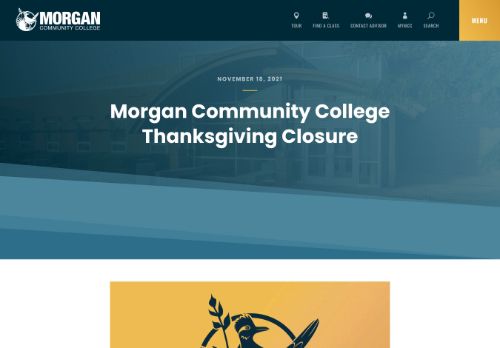 MORGAN
COMMUNITY COLLEGE
TOUR
FIND A CLASS
CONTACT ADVISOR
MYMCC
SEARCH
MENU
NOVEMBER 18, 2021
Morgan Community College
Thanksgiving Closure